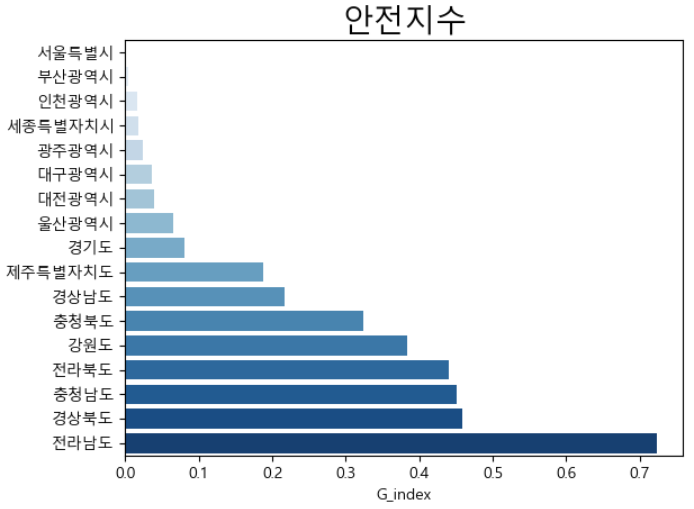 안전지수
서울특별시
부산광역시
인천광역시
세종특별자치시
광주광역시
대구광역시
대전광역시
울산광역시
경기도
제주특별자치도
경상남도
충청북도
강원도
전라북도
충청남도
경상북도
전라남도
0.0 0.1 0.2 0.3 0.4 0.5 0.6 0.7
G_index